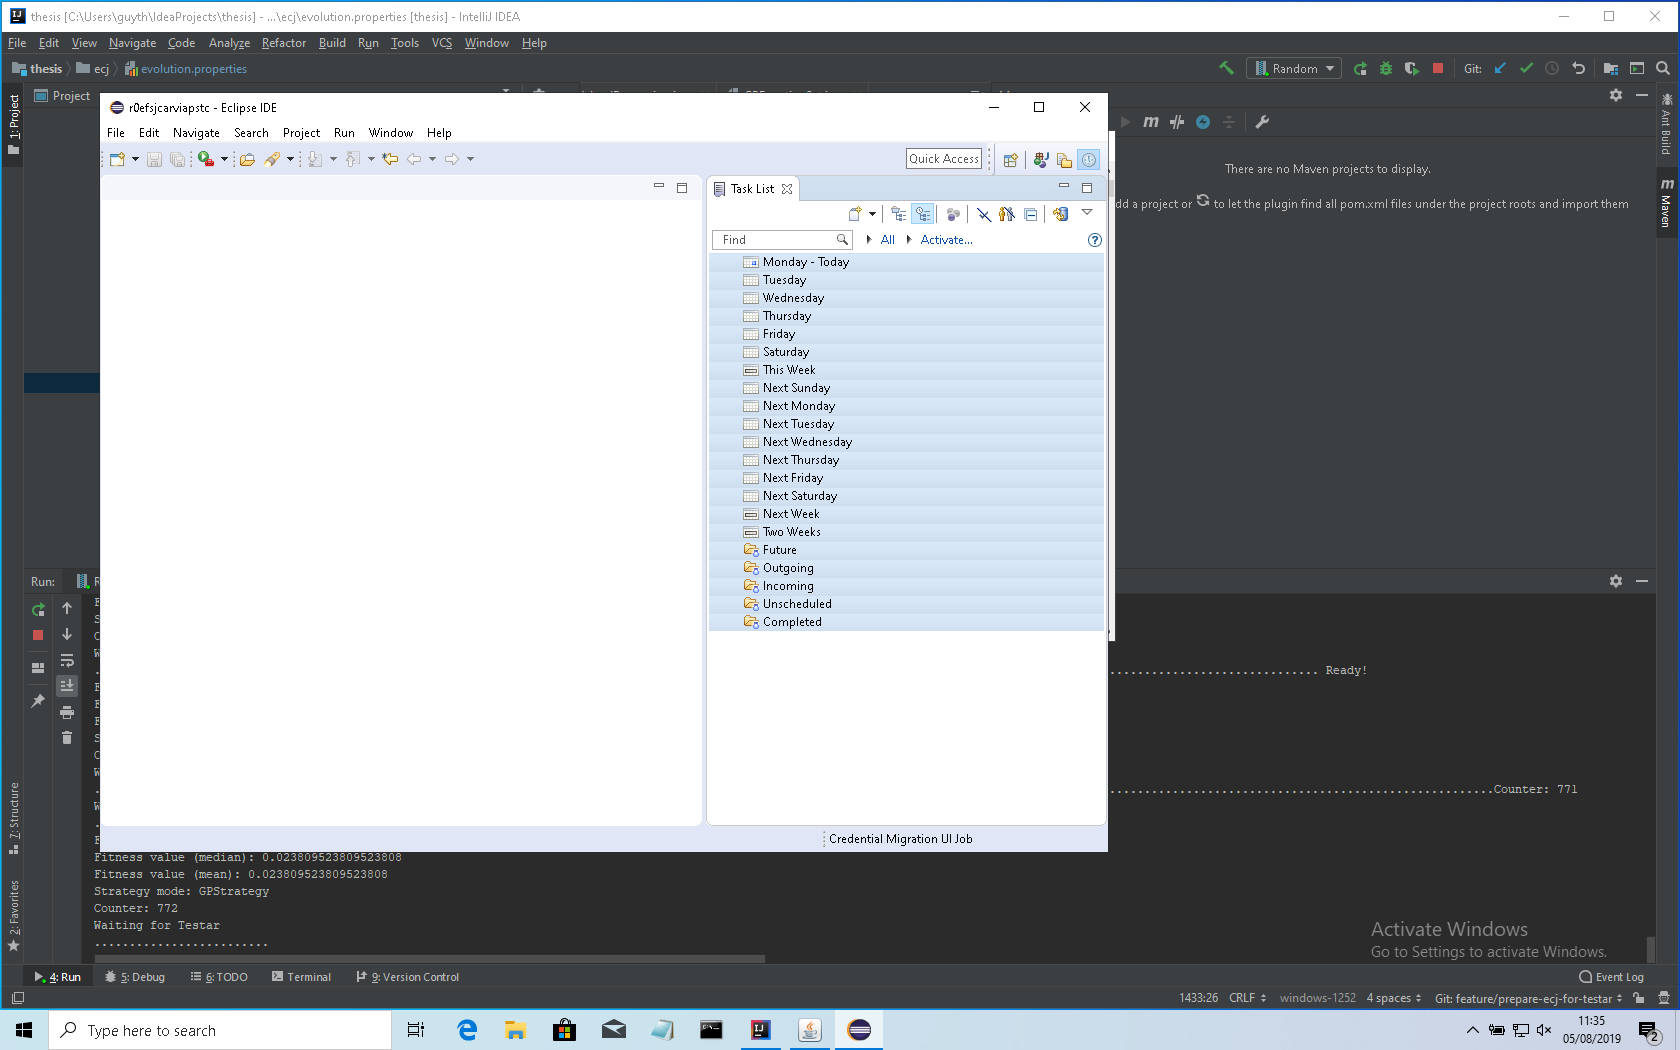 thesis [C:\Users\guyth\IdeaProjects\thesis] - ...\ecj\evolution.properties [thesis] - IntelliJ IDEA
File Edit View Navigate Code Analyze Refactor Build Run Tools VCS Window Help
thesis ecj evolution.properties
Random
Git:
1: Project
Project
Ant Build
Maven
r0efsjcarviapstc - Eclipse IDE
File Edit Navigate Search Project Run Window Help
Quick Access
Task List
Find
All Activate...
Monday - Today
Tuesday
Wednesday
Thursday
Friday
Saturday
This Week
Next Sunday
Next Monday
Next Tuesday
Next Wednesday
Next Thursday
Next Friday
Next Saturday
Next Week
Two Weeks
Future
Outgoing
Incoming
Unscheduled
Completed
Credential Migration UI Job
There are no Maven projects to display.
dd a project or to let the plugin find all pom.xml files under the project roots and import them
Run:
............................. Ready!
......................................................Counter: 771
Fitness value (median): 0.023809523809523808
Fitness value (mean): 0.023809523809523808
Strategy mode: GPStrategy
Counter: 772
Waiting for Testar
.........................
7: Structure
2: Favorites
Activate Windows
Go to Settings to activate Windows.
4: Run 5: Debug 6: TODO Terminal 9: Version Control
Event Log
1433:26 CRLF windows-1252 4 spaces Git: feature/prepare-ecj-for-testar
Type here to search
11:35
05/08/2019
2